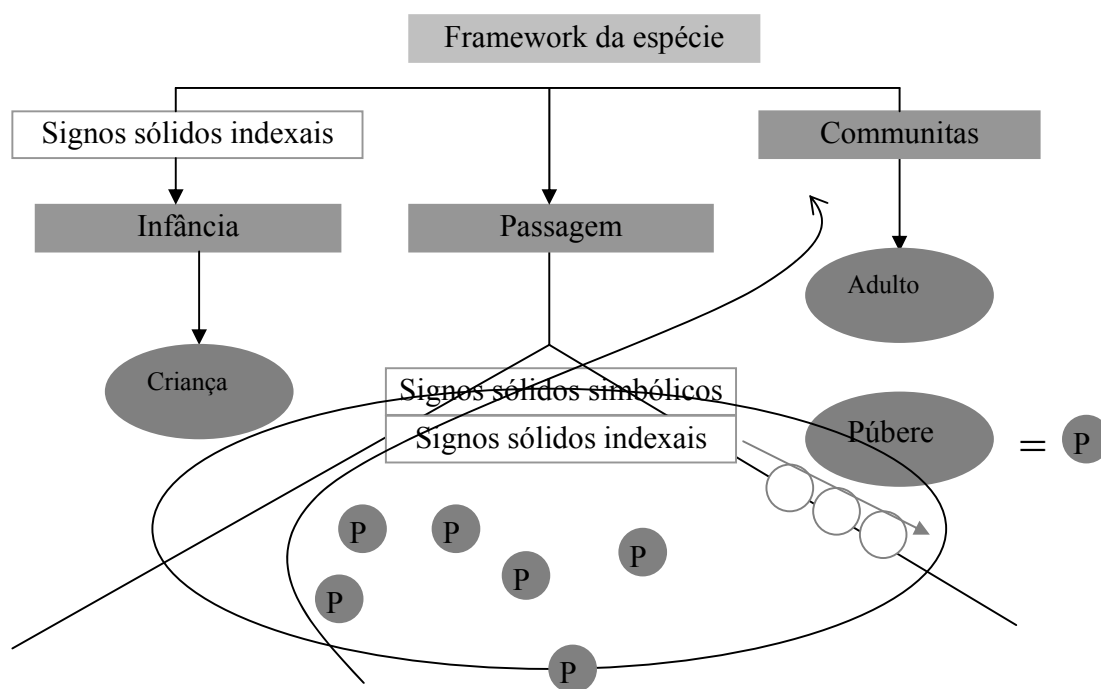 Framework da espécie
Signos sólidos indexais
Communitas
Infância
Passagem
Adulto
Criança
Signos sólidos simbólicos
Signos sólidos indexais
Púbere
= P
P
P
P
P
P
P